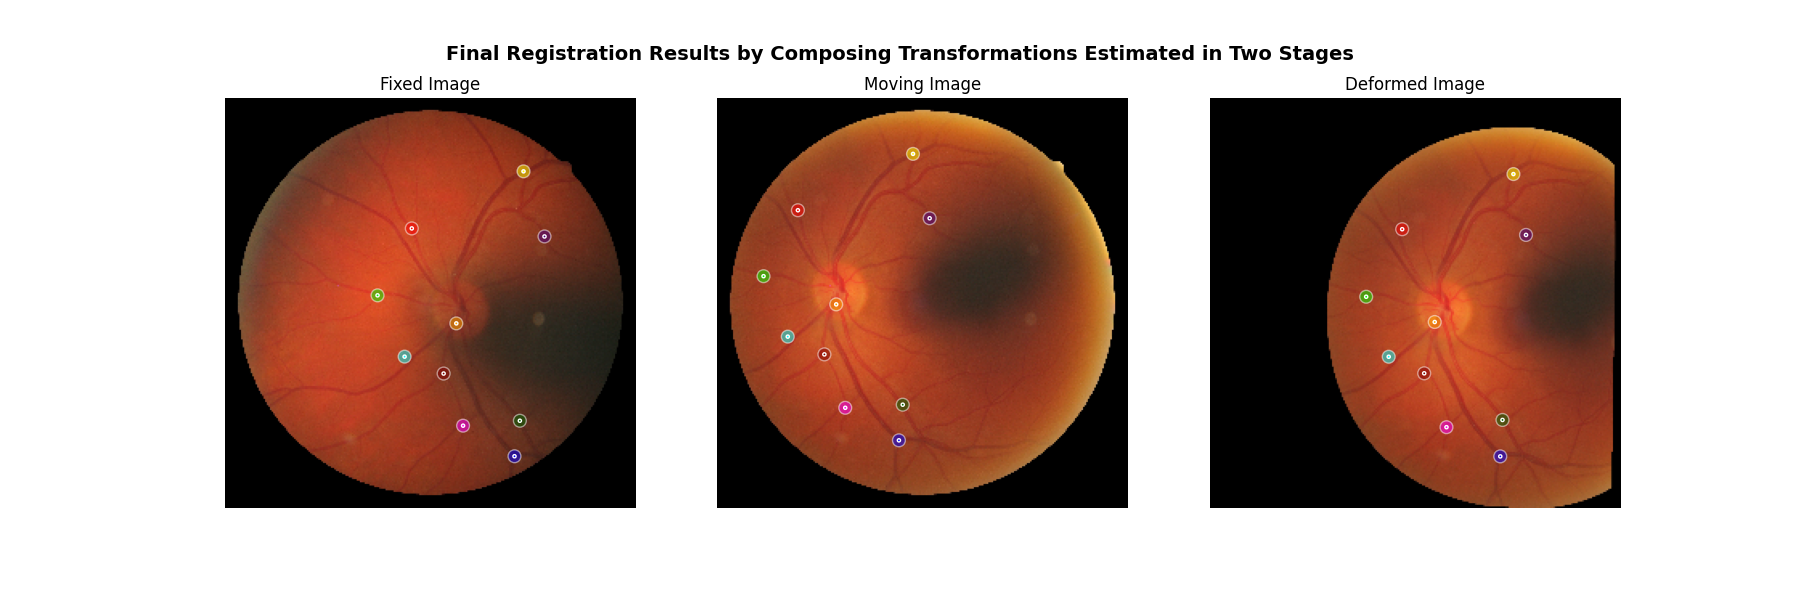 Final Registration Results by Composing Transformations Estimated in Two Stages
Fixed Image
Moving Image
Deformed Image